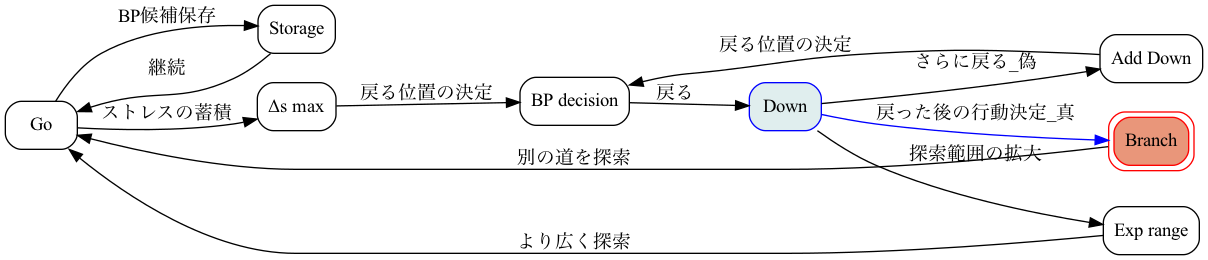 BP候補保存
Storage
継続
Go
ストレスの蓄積
Δs max
戻る位置の決定
BP decision
戻る
Down
戻る位置の決定
さらに戻る_偽
Add Down
戻った後の行動決定_真
Branch
別の道を探索
探索範囲の拡大
Exp range
より広く探索